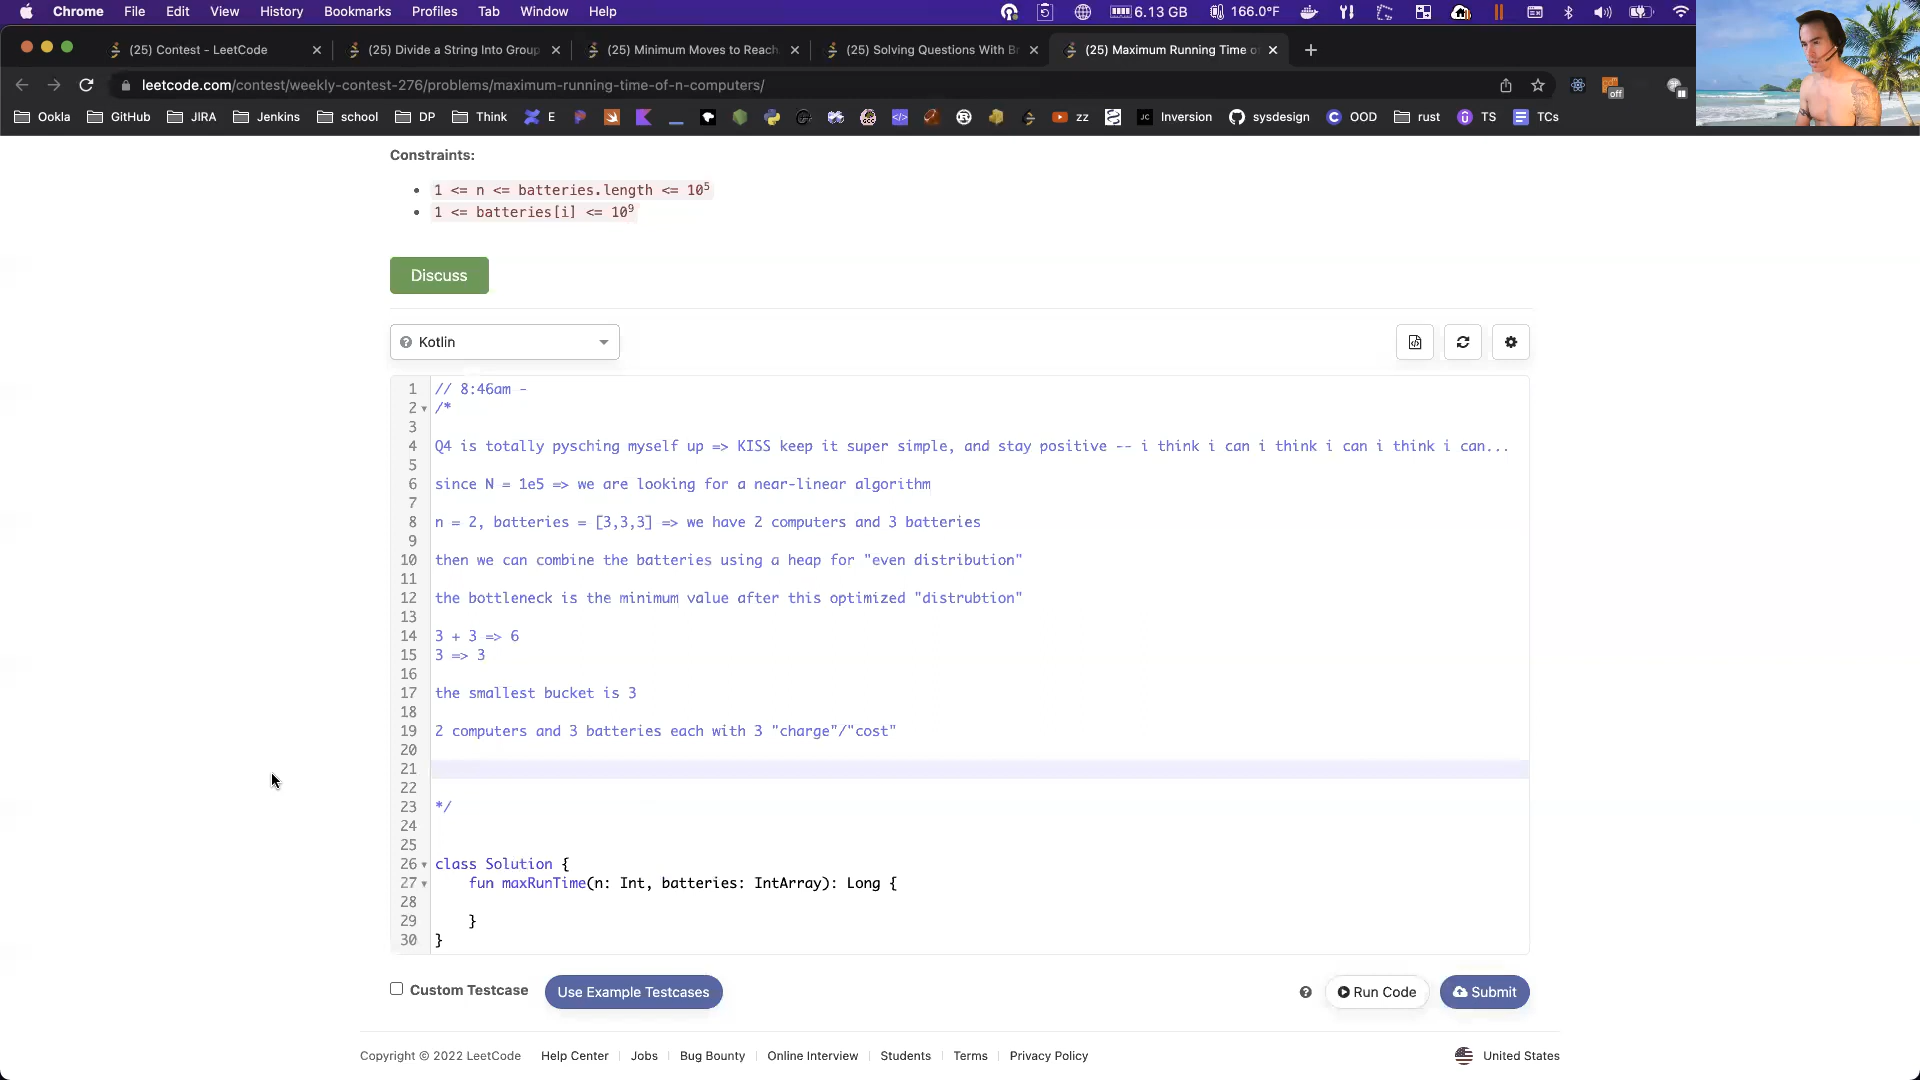 Chrome File Edit View History Bookmarks Profiles Tab Window Help 6.13 GB 166.0°F
(25) Contest - LeetCode
(25) Divide a String Into Group
(25) Minimum Moves to Reach
(25) Solving Questions With Br
(25) Maximum Running Time o
leetcode.com/contest/weekly-contest-276/problems/maximum-running-time-of-n-computers/
off
Ookla GitHub JIRA Jenkins school DP Think E zz Inversion sysdesign OOD rust TS TCs
Constraints:
1 <= n <= batteries.length <= 10⁵
1 <= batteries[i] <= 10⁹
Discuss
Kotlin
1 // 8:46am -
2 /*
3
4 Q4 is totally pysching myself up => KISS keep it super simple, and stay positive -- i think i can i think i can i think i can...
5
6 since N = 1e5 => we are looking for a near-linear algorithm
7
8 n = 2, batteries = [3,3,3] => we have 2 computers and 3 batteries
9
10 then we can combine the batteries using a heap for "even distribution"
11
12 the bottleneck is the minimum value after this optimized "distrubtion"
13
14 3 + 3 => 6
15 3 => 3
16
17 the smallest bucket is 3
18
19 2 computers and 3 batteries each with 3 "charge"/"cost"
20
21
22
23 */
24
25
26 class Solution {
27 fun maxRunTime(n: Int, batteries: IntArray): Long {
28
29 }
30 }
Custom Testcase Use Example Testcases Run Code Submit
Copyright © 2022 LeetCode Help Center Jobs Bug Bounty Online Interview Students Terms Privacy Policy United States